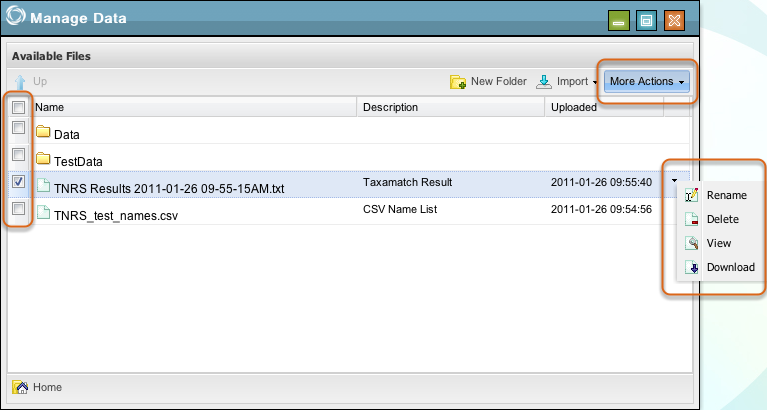 Manage Data
Available Files
Up New Folder Import More Actions
Name Description Uploaded
Data
TestData
TNRS Results 2011-01-26 09-55-15AM.txt Taxamatch Result 2011-01-26 09:55:40
TNRS_test_names.csv CSV Name List 2011-01-26 09:54:56
Rename
Delete
View
Download
Home